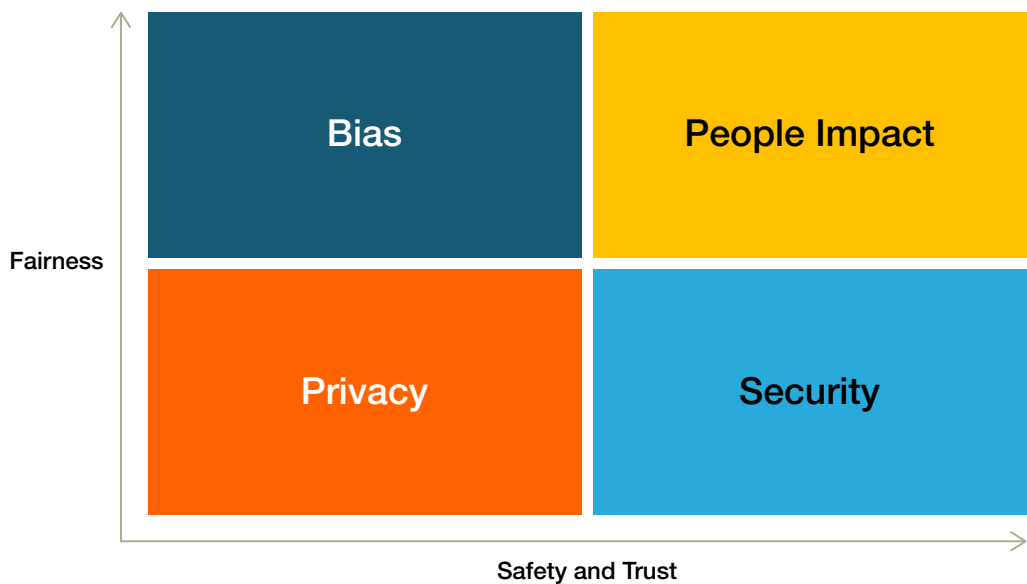 Bias
People Impact
Fairness
Privacy
Security
Safety and Trust